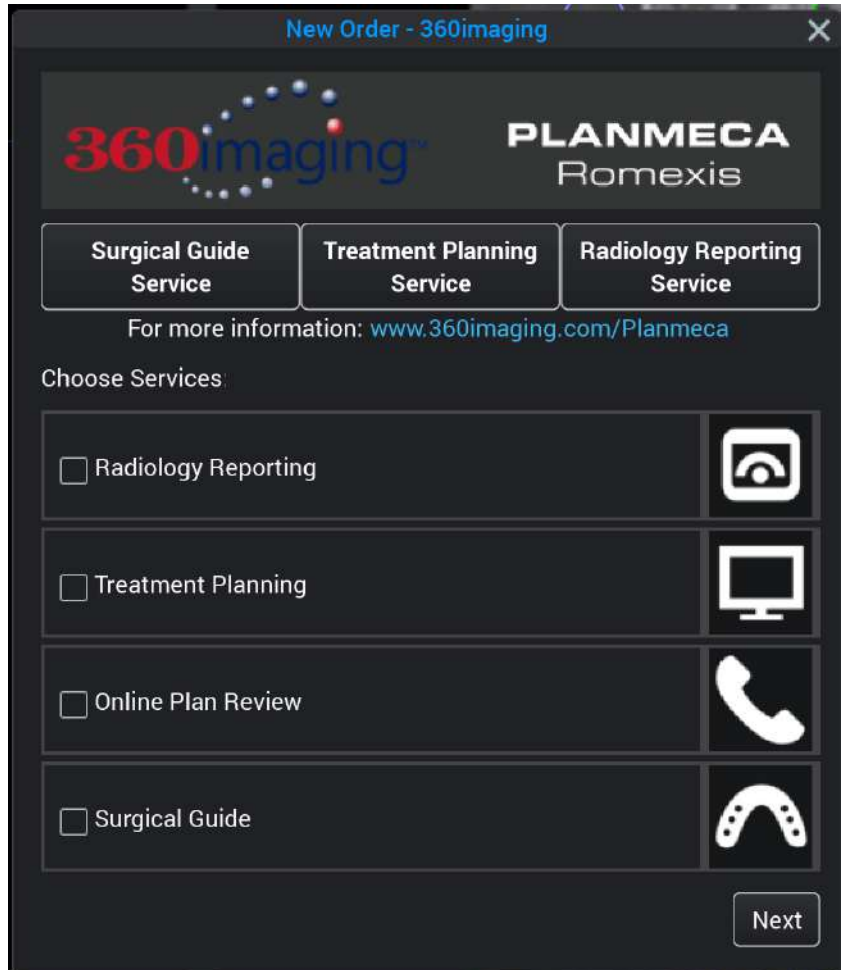 New Order - 360imaging
360imaging™
PLANMECA
Romexis
Surgical Guide
Service
Treatment Planning
Service
Radiology Reporting
Service
For more information: www.360imaging.com/Planmeca
Choose Services:
Radiology Reporting
Treatment Planning
Online Plan Review
Surgical Guide
Next